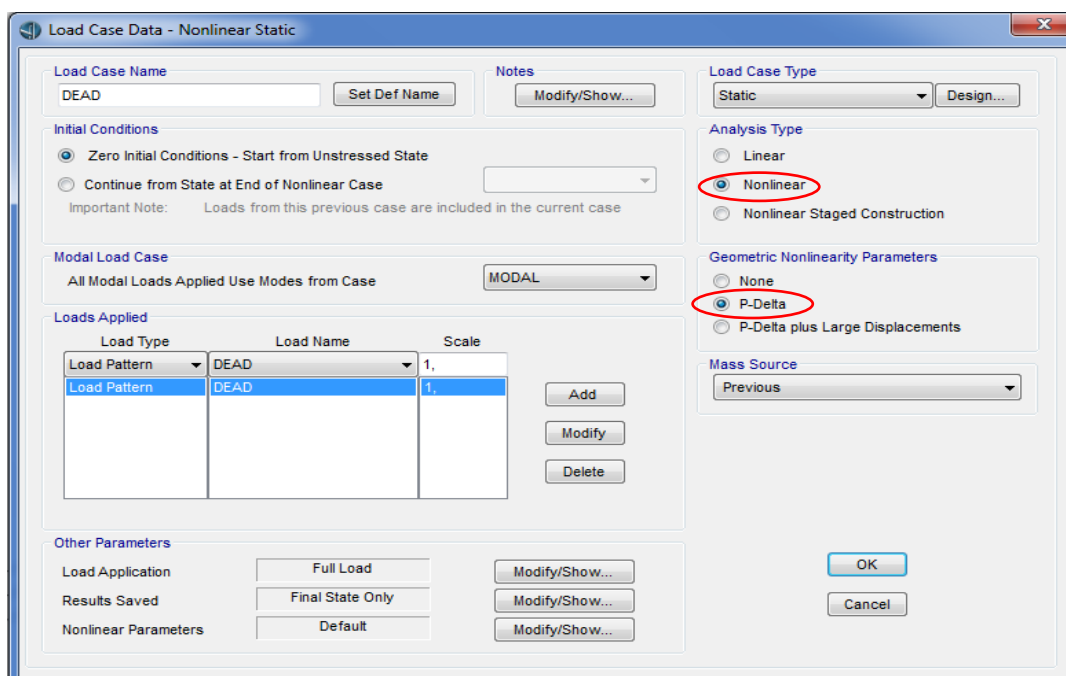 Load Case Data - Nonlinear Static
Load Case Name
DEAD
Set Def Name
Notes
Modify/Show...
Load Case Type
Static
Design...
Initial Conditions
Zero Initial Conditions - Start from Unstressed State
Continue from State at End of Nonlinear Case
Important Note: Loads from this previous case are included in the current case
Analysis Type
Linear
Nonlinear
Nonlinear Staged Construction
Modal Load Case
All Modal Loads Applied Use Modes from Case
MODAL
Geometric Nonlinearity Parameters
None
P-Delta
P-Delta plus Large Displacements
Loads Applied
Load Type Load Name Scale
Load Pattern DEAD 1,
Load Pattern DEAD 1,
Add
Modify
Delete
Mass Source
Previous
Other Parameters
Load Application Full Load Modify/Show...
Results Saved Final State Only Modify/Show...
Nonlinear Parameters Default Modify/Show...
OK
Cancel